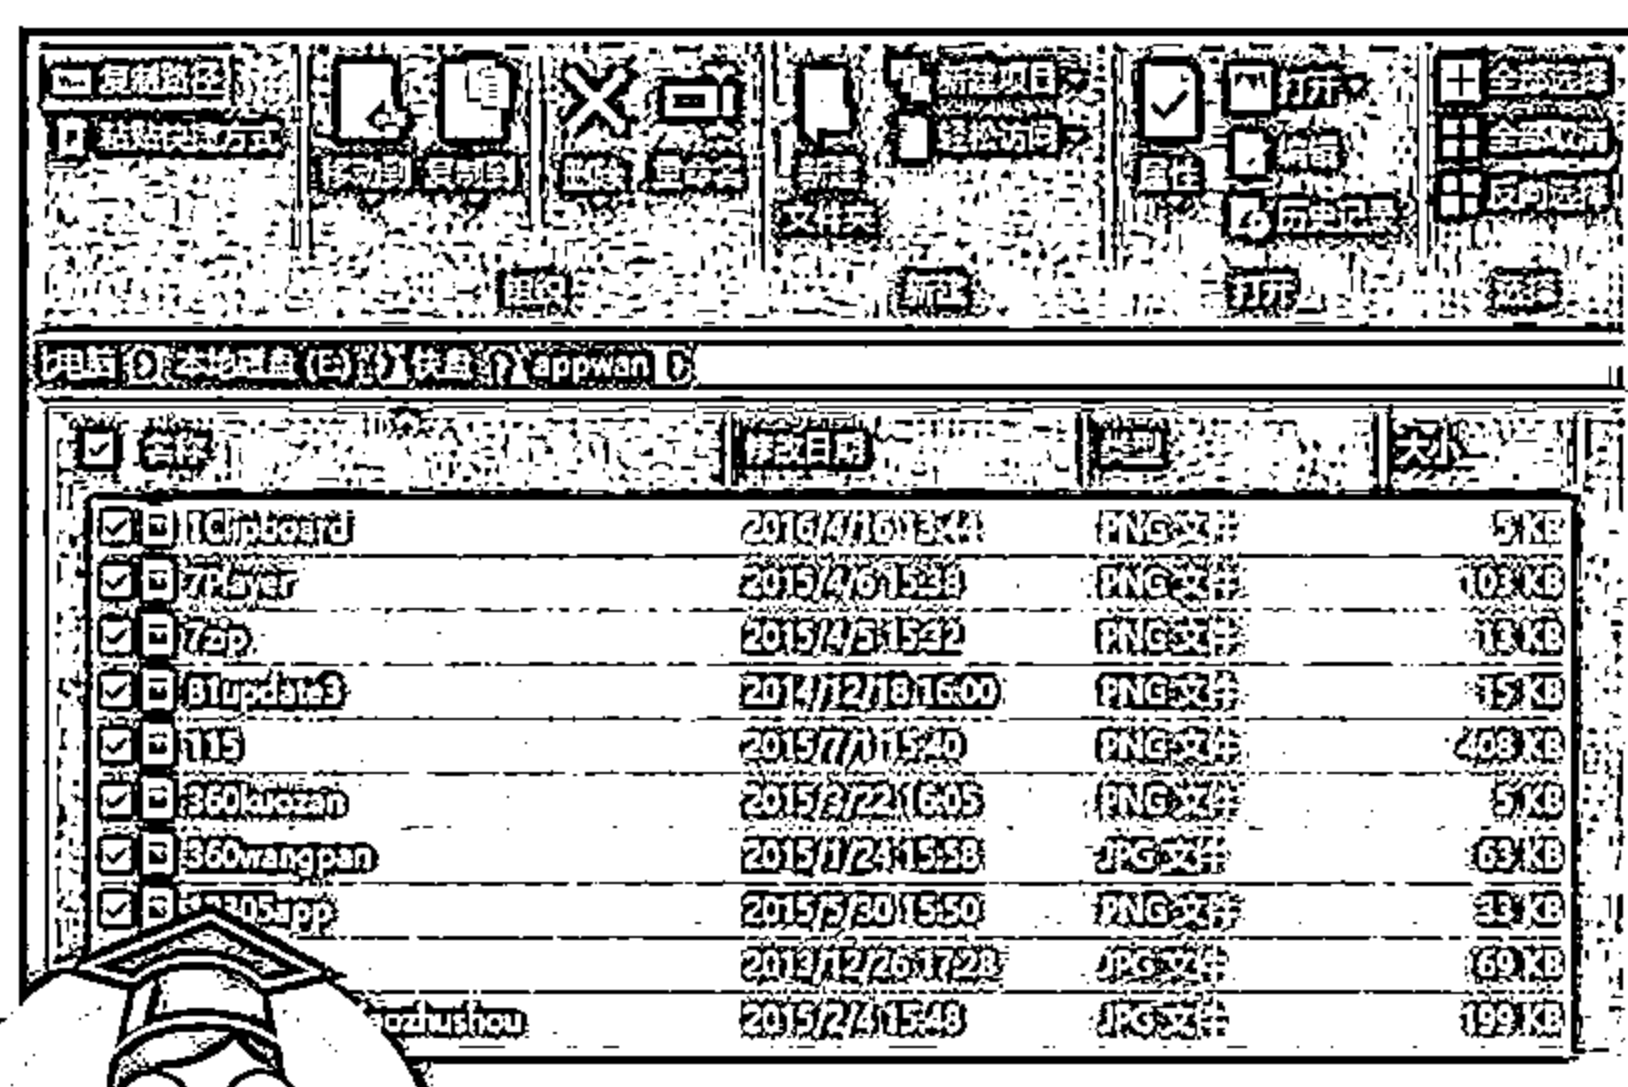 复制路径
粘贴快捷方式
移动到 复制到 删除 重命名
新建
文件夹
新建项目
轻松访问
属性
打开
编辑
历史记录
全部选择
全部取消
反向选择
组织 新建 打开 选择
电脑 本地磁盘 (E:) 快盘 appwan
名称 修改日期 类型 大小
1Clipboard 2016/4/16 13:44 PNG 文件 5 KB
7Player 2015/4/6 15:38 PNG 文件 103 KB
7zip 2015/4/5 15:32 PNG 文件 13 KB
81update3 2014/12/18 16:00 PNG 文件 15 KB
115 2015/7/1 15:40 PNG 文件 408 KB
360kuozan 2015/3/22 16:05 PNG 文件 5 KB
360wangpan 2015/1/24 15:58 JPG 文件 63 KB
2015/5/30 15:50 PNG 文件 33 KB
2013/12/26 17:28 JPG 文件 69 KB
2015/2/4 15:48 JPG 文件 199 KB